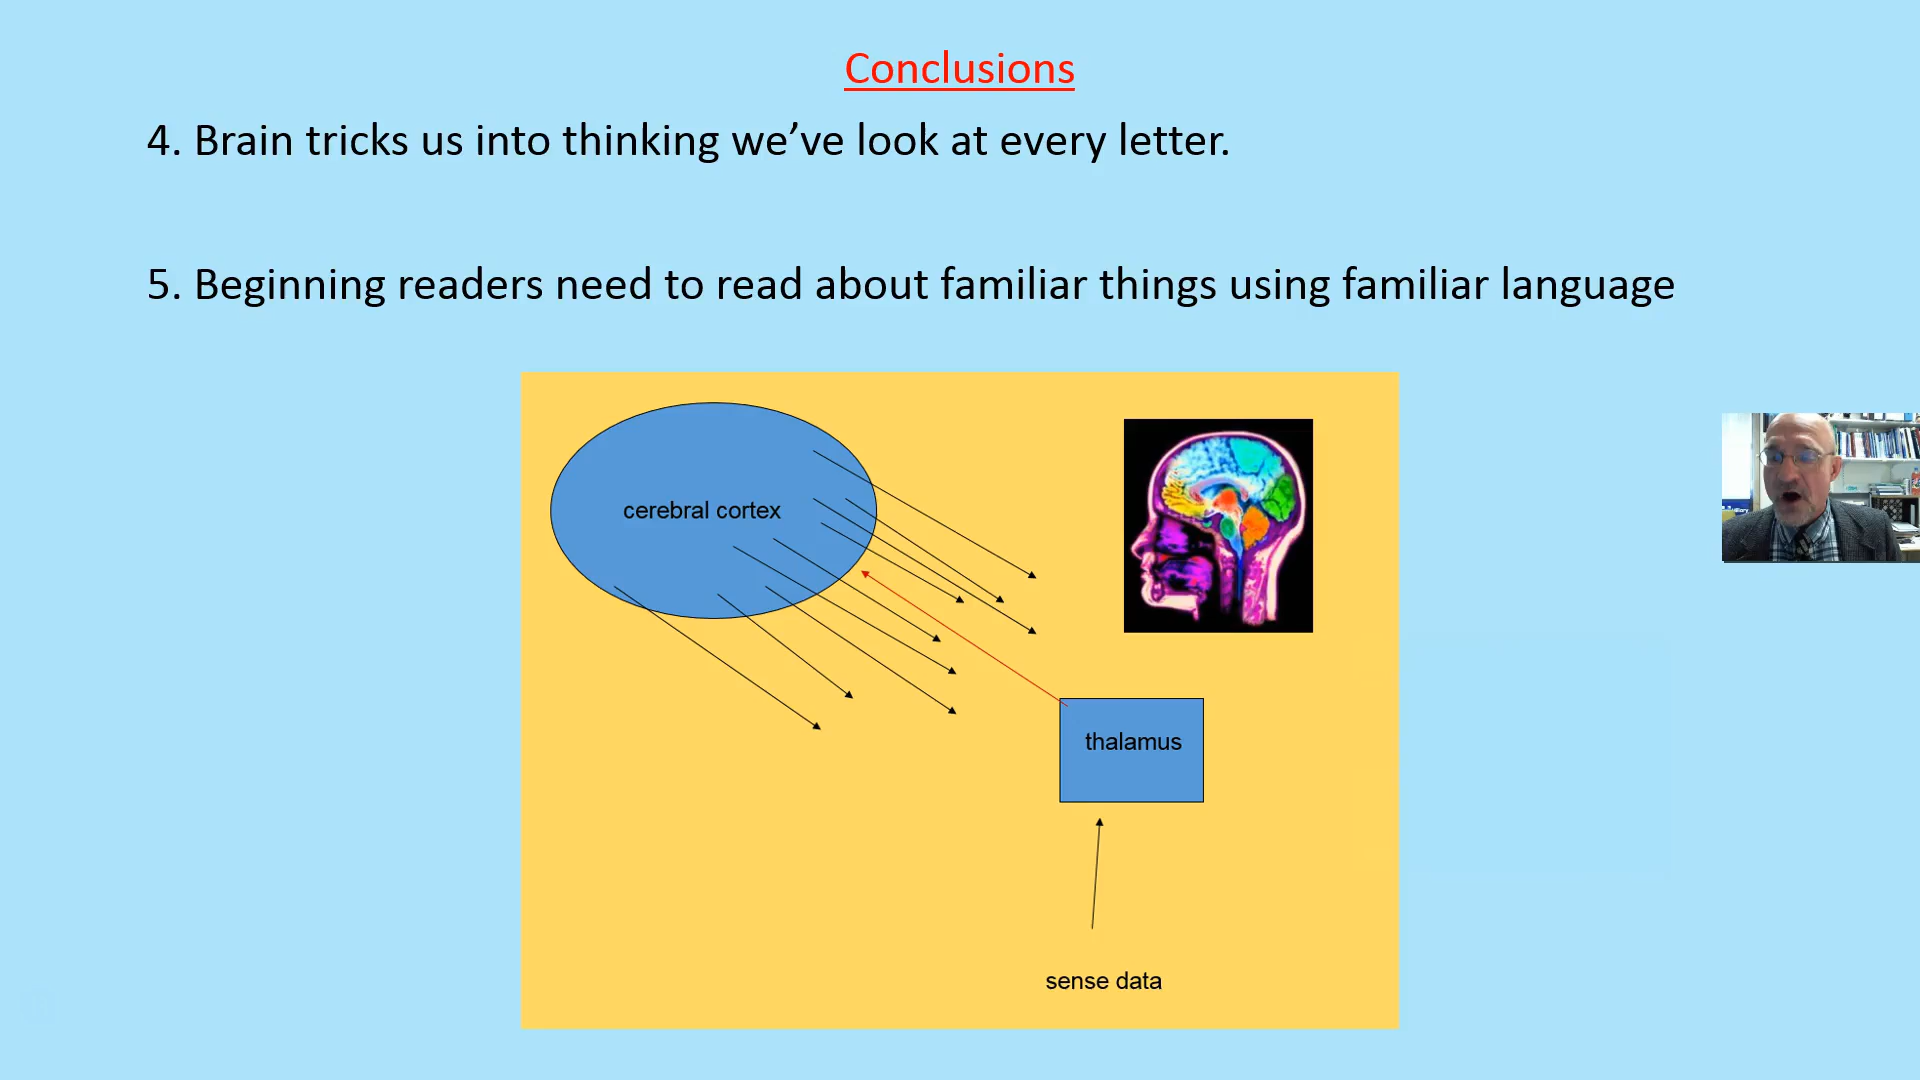 Conclusions
4. Brain tricks us into thinking we’ve look at every letter.
5. Beginning readers need to read about familiar things using familiar language
cerebral cortex
thalamus
sense data